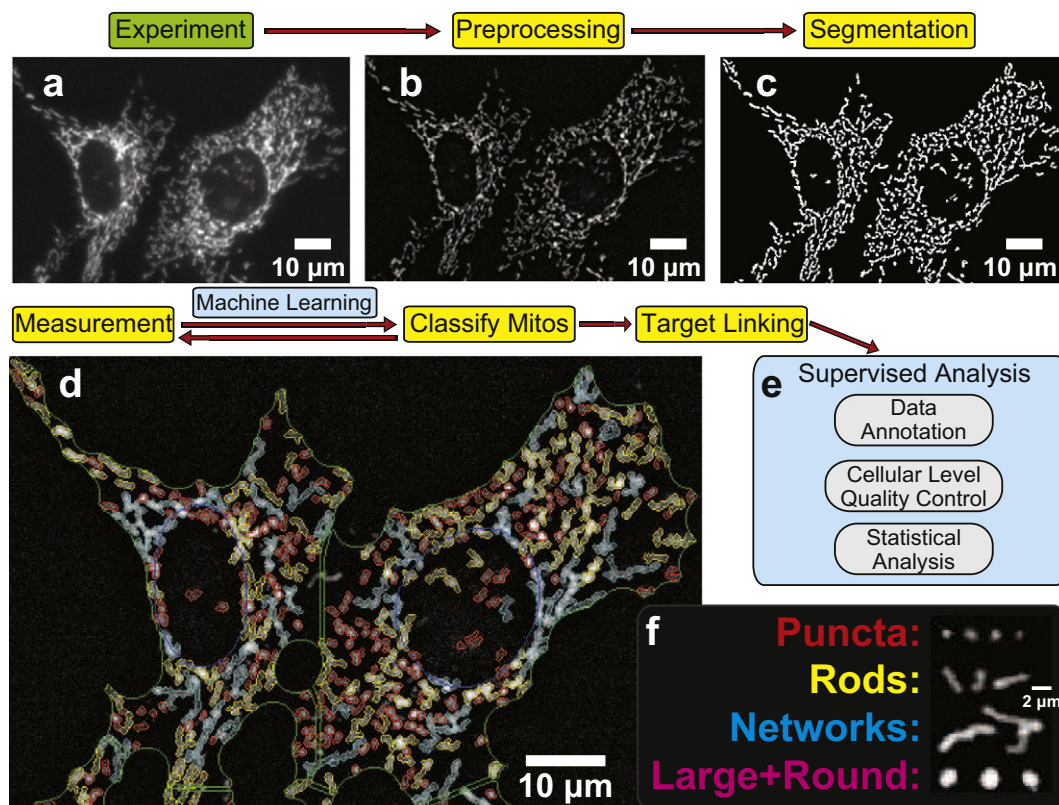 Experiment
Preprocessing
Segmentation
a
b
c
10 µm
10 µm
10 µm
Machine Learning
Measurement
Classify Mitos
Target Linking
d
e
Supervised Analysis
Data
Annotation
Cellular Level
Quality Control
Statistical
Analysis
10 µm
f
Puncta:
Rods:
2 µm
Networks:
Large+Round: